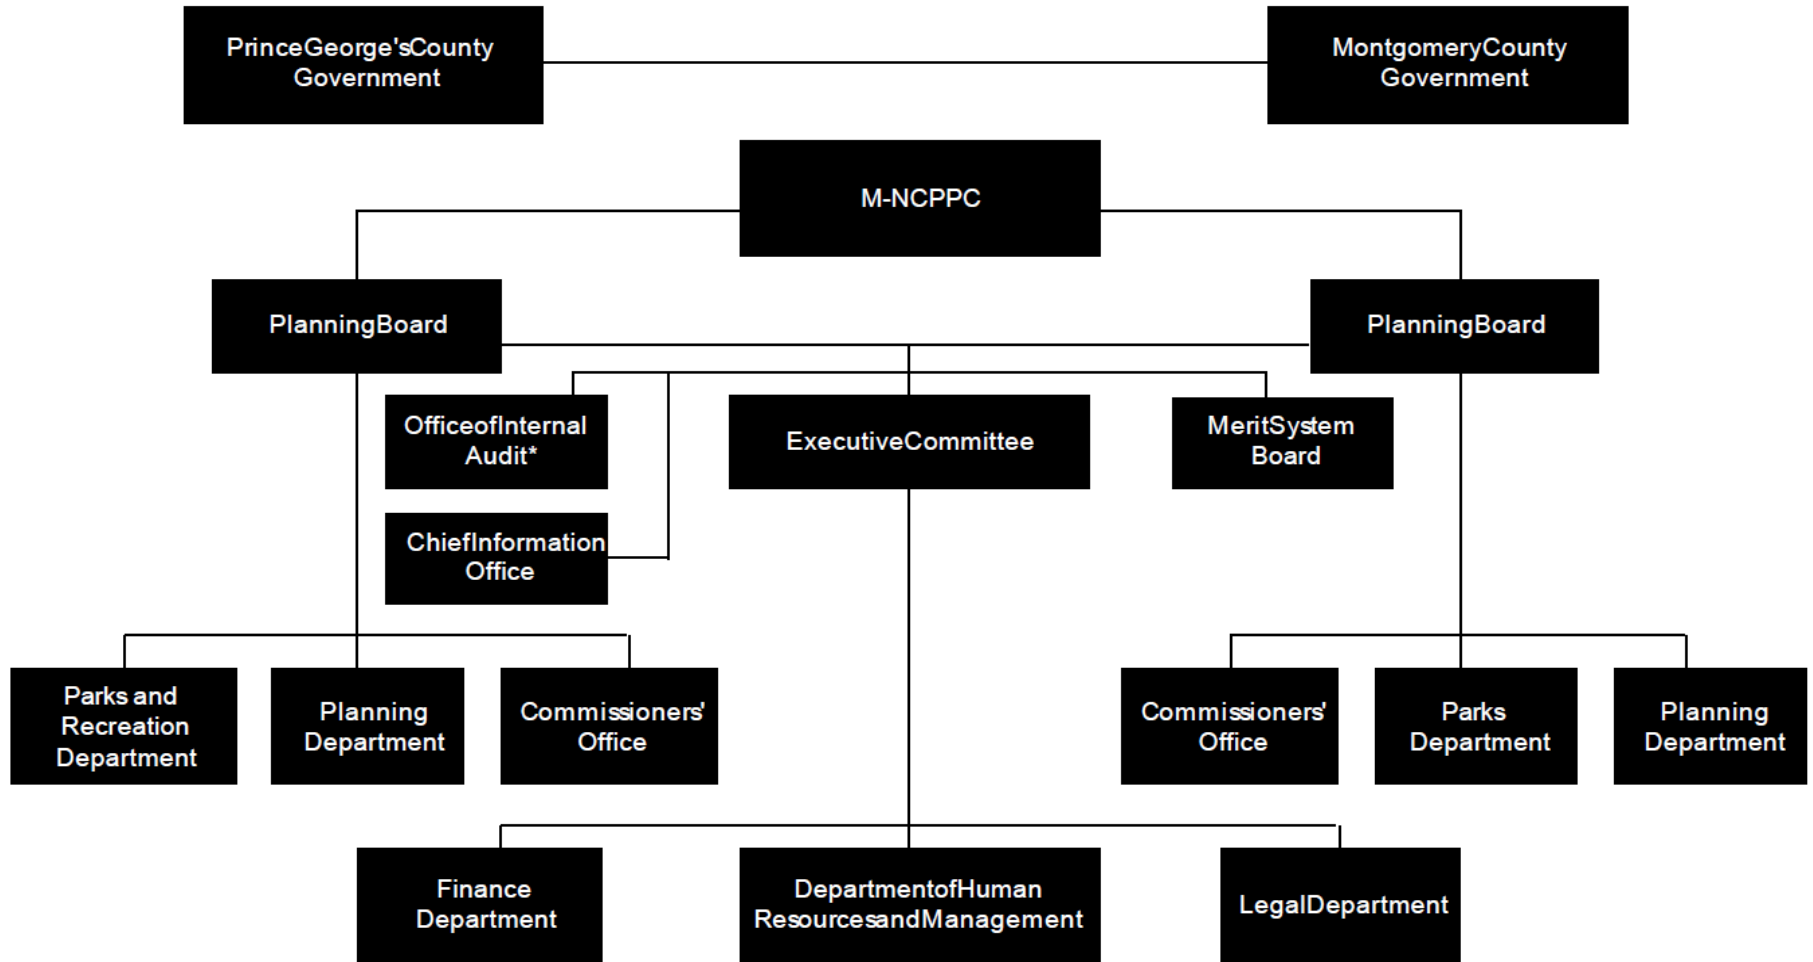 PrinceGeorge'sCounty
Government
MontgomeryCounty
Government
M-NCPPC
PlanningBoard
PlanningBoard
OfficeofInternal
Audit*
ExecutiveCommittee
MeritSystem
Board
ChiefInformation
Office
Parks and
Recreation
Department
Planning
Department
Commissioners'
Office
Commissioners'
Office
Parks
Department
Planning
Department
Finance
Department
DepartmentofHuman
ResourcesandManagement
LegalDepartment